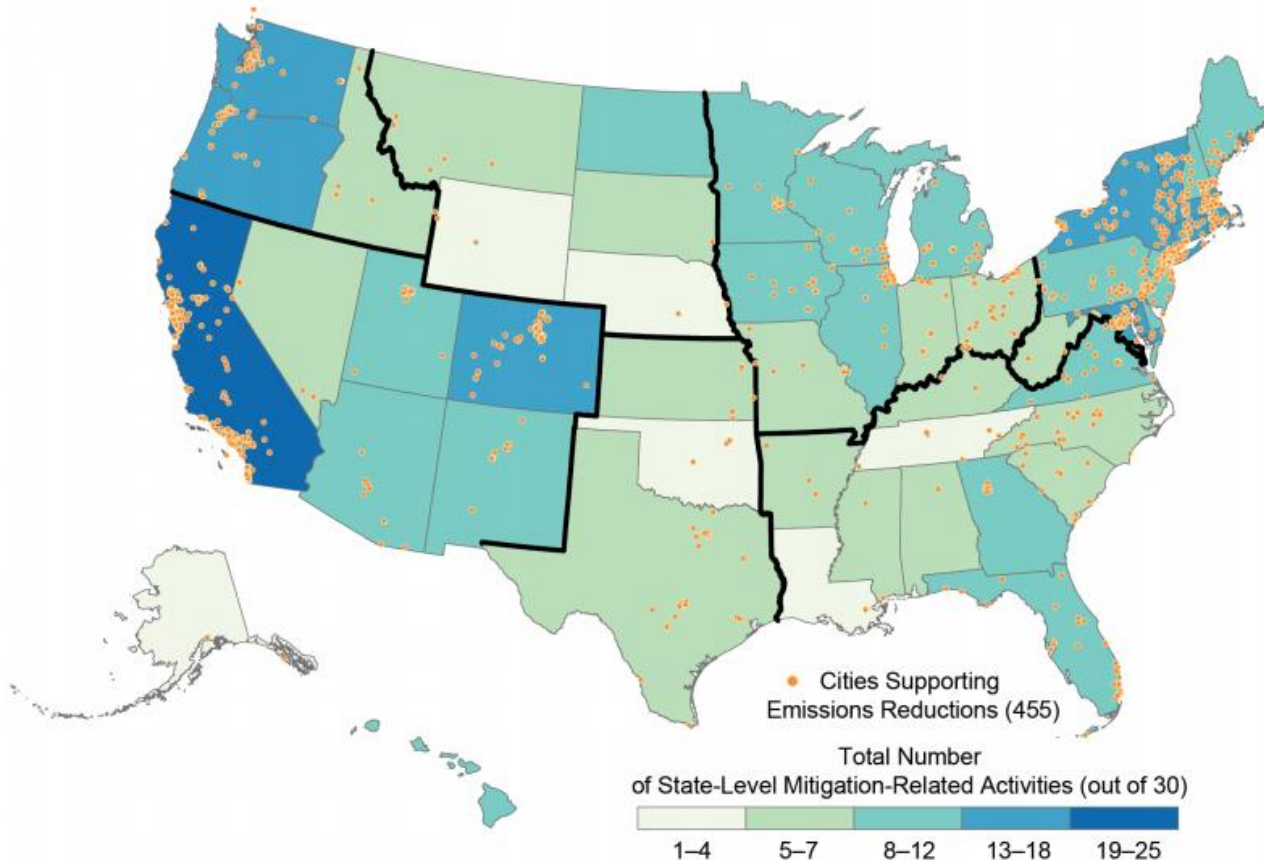 Cities Supporting
Emissions Reductions (455)
Total Number
of State-Level Mitigation-Related Activities (out of 30)
1–4 5–7 8–12 13–18 19–25